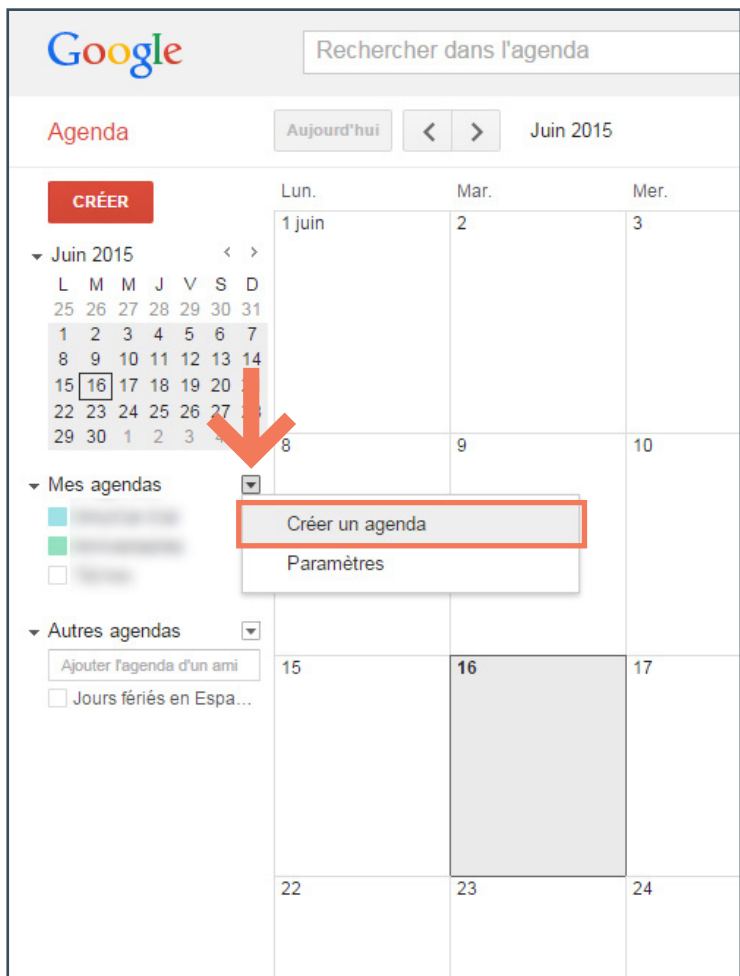 Google
Rechercher dans l'agenda
Agenda
Aujourd'hui
Juin 2015
CRÉER
Juin 2015
L M M J V S D
25 26 27 28 29 30 31
1 2 3 4 5 6 7
8 9 10 11 12 13 14
15 16 17 18 19 20
22 23 24 25 26 27
29 30 1 2 3
Mes agendas
Créer un agenda
Paramètres
Autres agendas
Ajouter l'agenda d'un ami
Jours fériés en Espa...
Lun. Mar. Mer.
1 juin 2 3
8 9 10
15 16 17
22 23 24